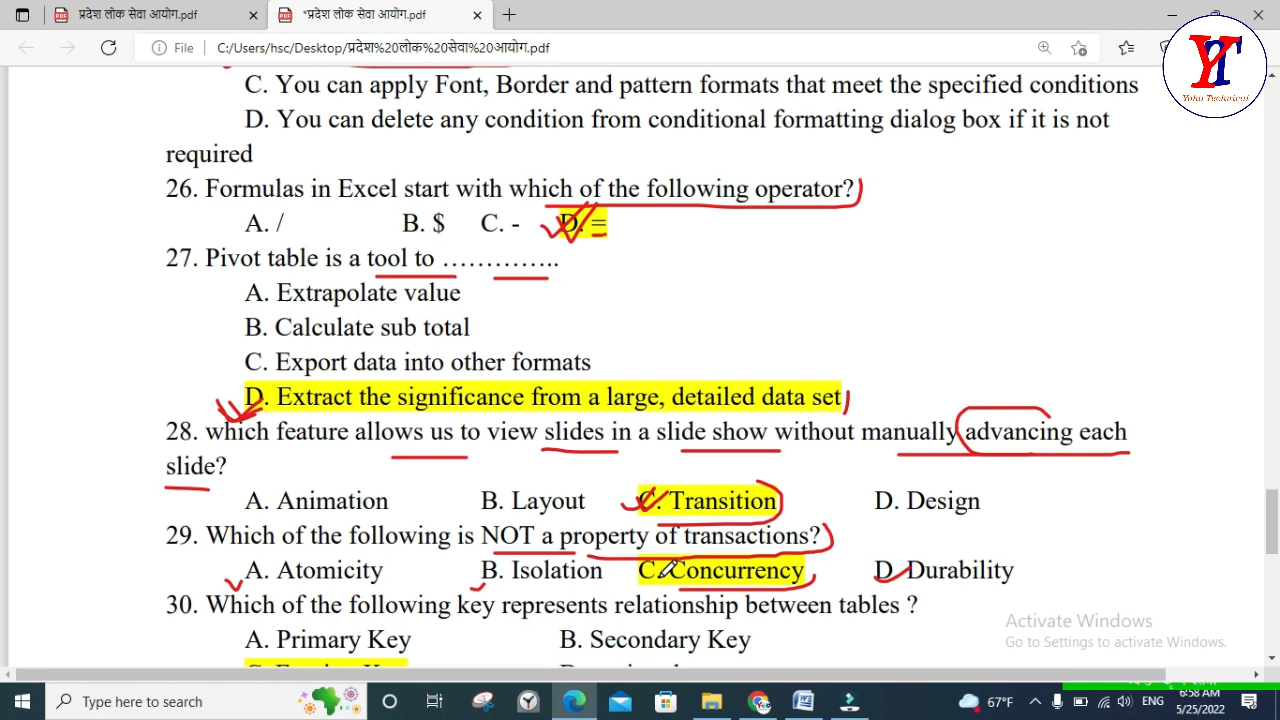 प्रदेश लोक सेवा आयोग.pdf
*प्रदेश लोक सेवा आयोग.pdf
File C:/Users/hsc/Desktop/प्रदेश%20लोक%20सेवा%20आयोग.pdf
YT
Yoho Technical
C. You can apply Font, Border and pattern formats that meet the specified conditions
D. You can delete any condition from conditional formatting dialog box if it is not
required
26. Formulas in Excel start with which of the following operator?
A. / B. $ C. - D. =
27. Pivot table is a tool to …………..
A. Extrapolate value
B. Calculate sub total
C. Export data into other formats
D. Extract the significance from a large, detailed data set
28. which feature allows us to view slides in a slide show without manually advancing each
slide?
A. Animation B. Layout C. Transition D. Design
29. Which of the following is NOT a property of transactions?
A. Atomicity B. Isolation C. Concurrency D. Durability
30. Which of the following key represents relationship between tables ?
A. Primary Key B. Secondary Key
Activate Windows
Go to Settings to activate Windows.
Type here to search
67°F
ENG
6:58 AM
5/25/2022